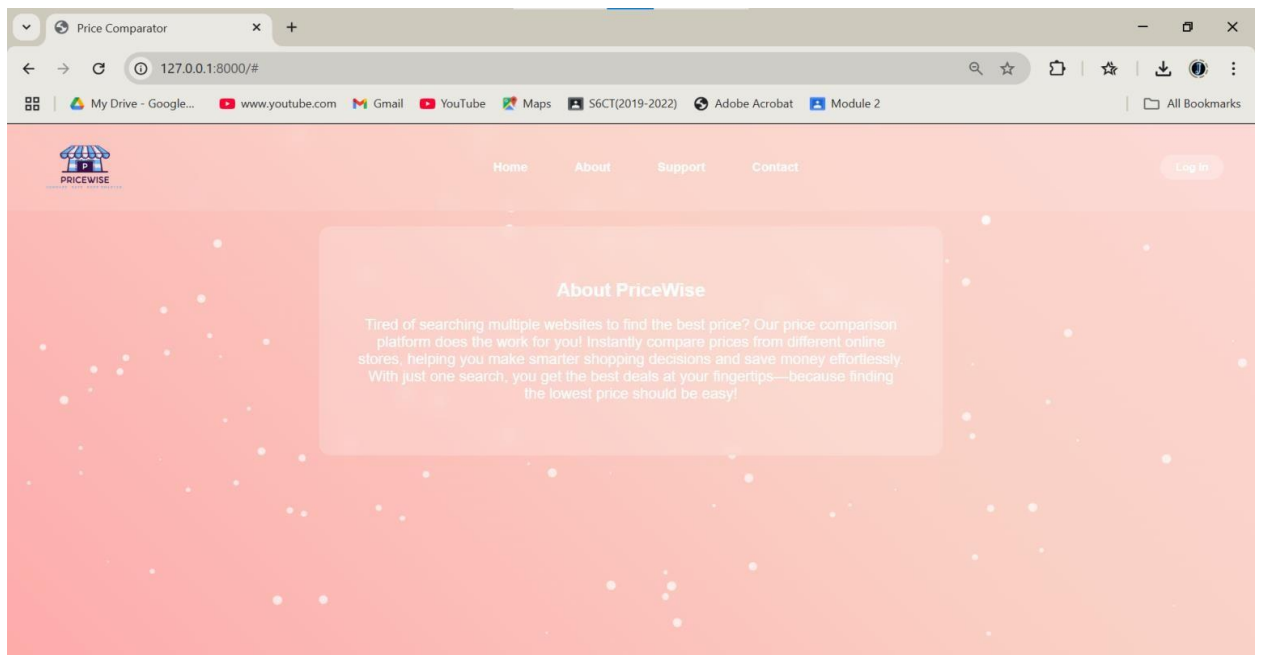 Price Comparator
127.0.0.1:8000/#
My Drive - Google... www.youtube.com Gmail YouTube Maps S6CT(2019-2022) Adobe Acrobat Module 2 All Bookmarks
P
PRICEWISE
Home About Support Contact Log In
About PriceWise
Tired of searching multiple websites to find the best price? Our price comparison
platform does the work for you! Instantly compare prices from different online
stores, helping you make smarter shopping decisions and save money effortlessly.
With just one search, you get the best deals at your fingertips—because finding
the lowest price should be easy!